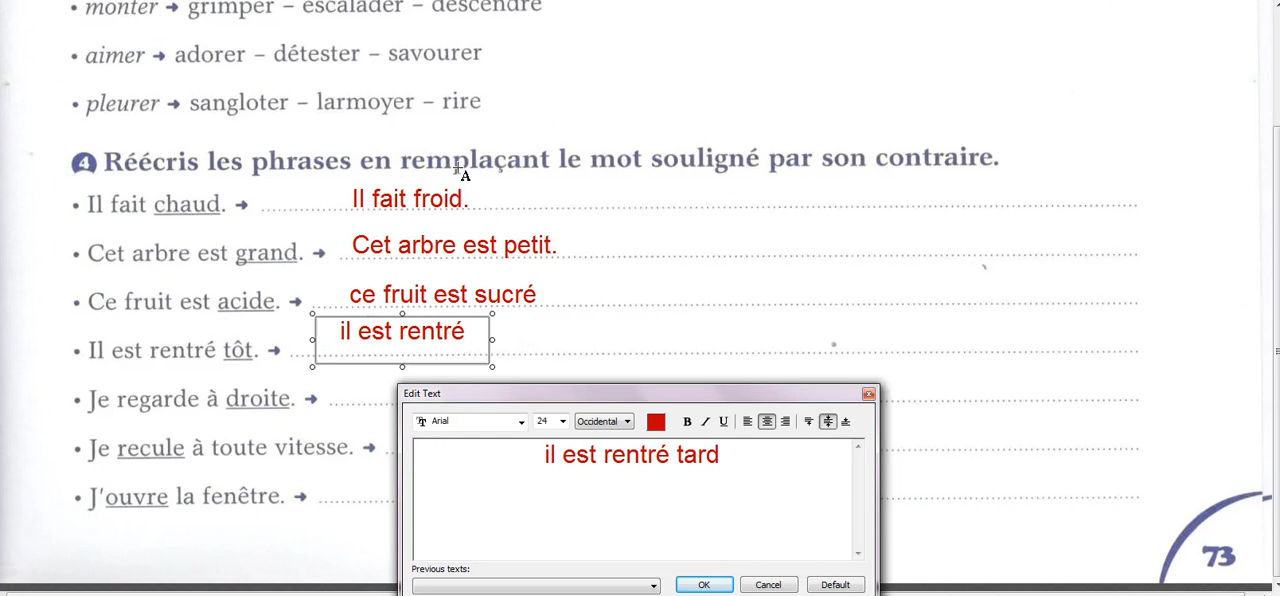 • monter ➜ grimper – escalader – descendre
• aimer ➜ adorer – détester – savourer
• pleurer ➜ sangloter – larmoyer – rire
4 Réécris les phrases en remplaçant le mot souligné par son contraire.
• Il fait chaud. ➜ Il fait froid.
• Cet arbre est grand. ➜ Cet arbre est petit.
• Ce fruit est acide. ➜ ce fruit est sucré
• Il est rentré tôt. ➜ il est rentré
• Je regarde à droite. ➜
• Je recule à toute vitesse. ➜
• J'ouvre la fenêtre. ➜
Edit Text
Arial 24 Occidental B I U
il est rentré tard
Previous texts:
OK Cancel Default
73